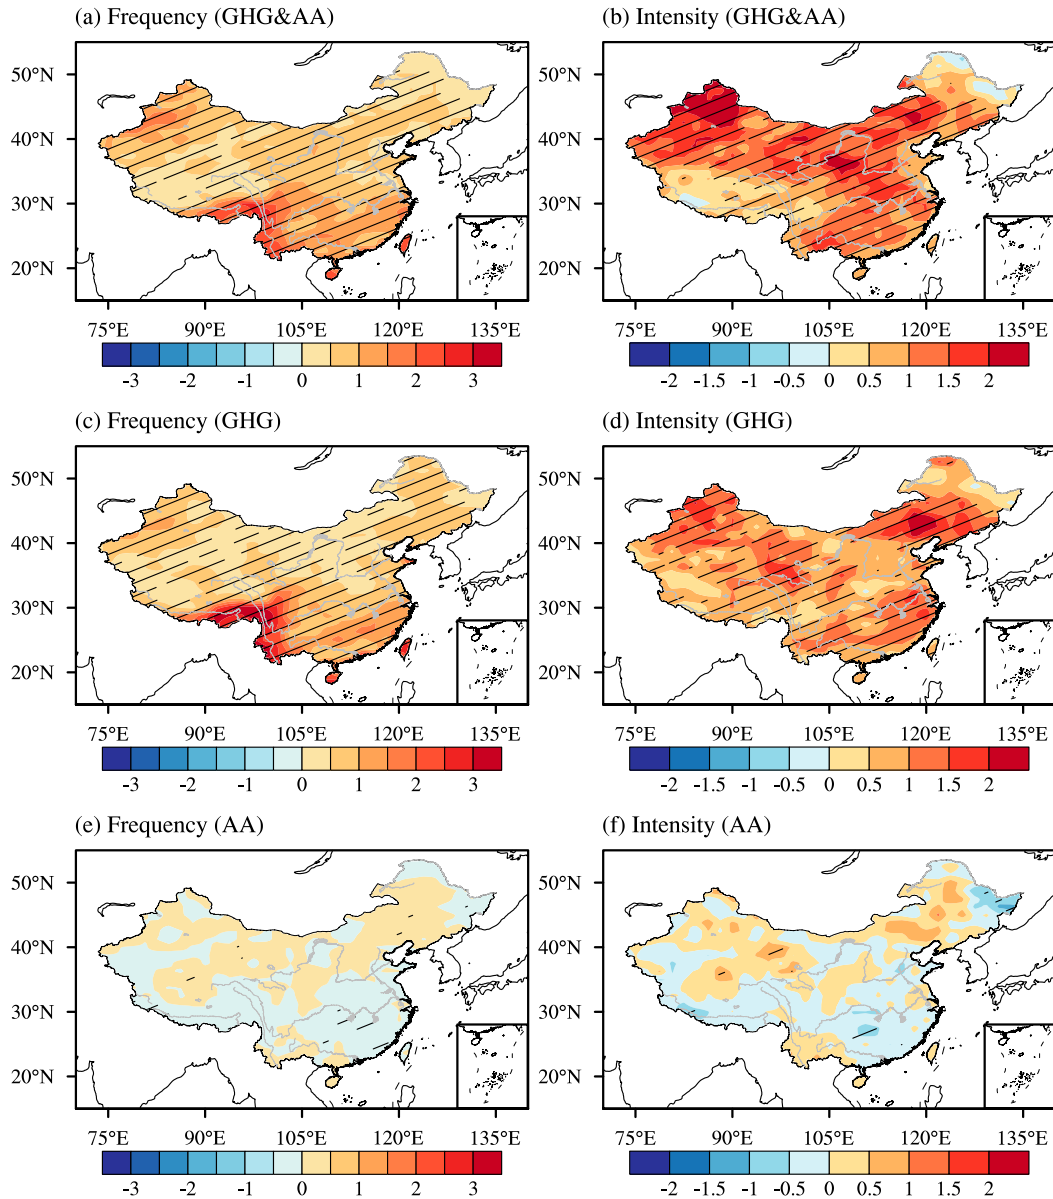 (a) Frequency (GHG&AA)
(b) Intensity (GHG&AA)
50°N
40°N
30°N
20°N
50°N
40°N
30°N
20°N
75°E 90°E 105°E 120°E 135°E
75°E 90°E 105°E 120°E 135°E
-3 -2 -1 0 1 2 3
-2 -1.5 -1 -0.5 0 0.5 1 1.5 2
(c) Frequency (GHG)
(d) Intensity (GHG)
50°N
40°N
30°N
20°N
50°N
40°N
30°N
20°N
75°E 90°E 105°E 120°E 135°E
75°E 90°E 105°E 120°E 135°E
-3 -2 -1 0 1 2 3
-2 -1.5 -1 -0.5 0 0.5 1 1.5 2
(e) Frequency (AA)
(f) Intensity (AA)
50°N
40°N
30°N
20°N
50°N
40°N
30°N
20°N
75°E 90°E 105°E 120°E 135°E
75°E 90°E 105°E 120°E 135°E
-3 -2 -1 0 1 2 3
-2 -1.5 -1 -0.5 0 0.5 1 1.5 2